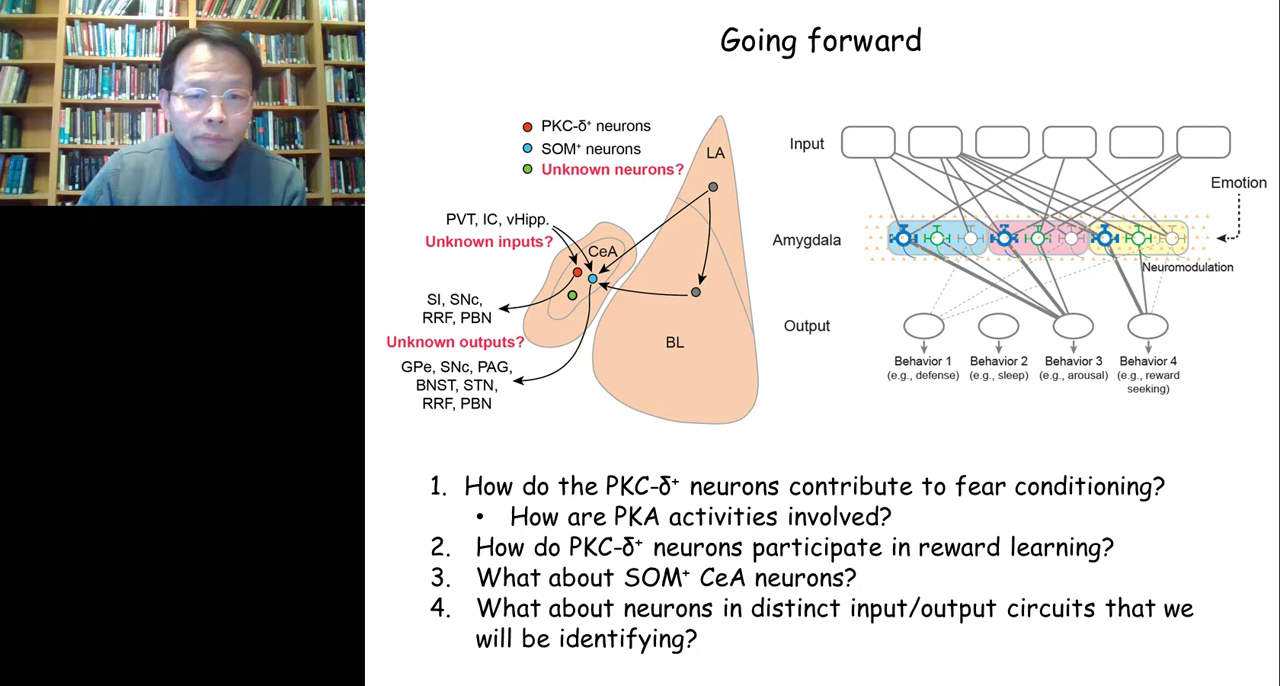 Going forward
PKC-δ⁺ neurons
SOM⁺ neurons
Unknown neurons?
LA
PVT, IC, vHipp.
Unknown inputs?
CeA
SI, SNc,
RRF, PBN
Unknown outputs?
BL
GPe, SNc, PAG,
BNST, STN,
RRF, PBN
Input
Emotion
Amygdala
Neuromodulation
Output
Behavior 1
(e.g., defense)
Behavior 2
(e.g., sleep)
Behavior 3
(e.g., arousal)
Behavior 4
(e.g., reward
seeking)
1. How do the PKC-δ⁺ neurons contribute to fear conditioning?
• How are PKA activities involved?
2. How do PKC-δ⁺ neurons participate in reward learning?
3. What about SOM⁺ CeA neurons?
4. What about neurons in distinct input/output circuits that we
will be identifying?